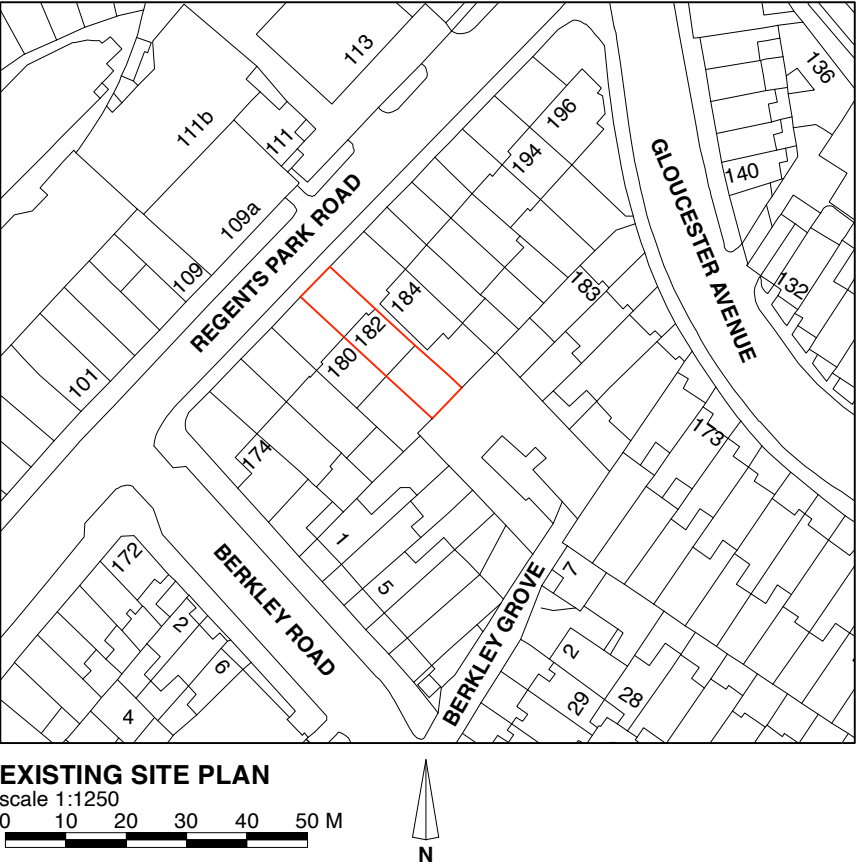 113
136
111b
111
196
194
140
GLOUCESTER AVENUE
109a
REGENTS PARK ROAD
109
184
183
132
182
180
101
174
173
1
172
BERKLEY ROAD
5
7
BERKLEY GROVE
2
6
2
4
29
28
EXISTING SITE PLAN
scale 1:1250
0 10 20 30 40 50 M
N